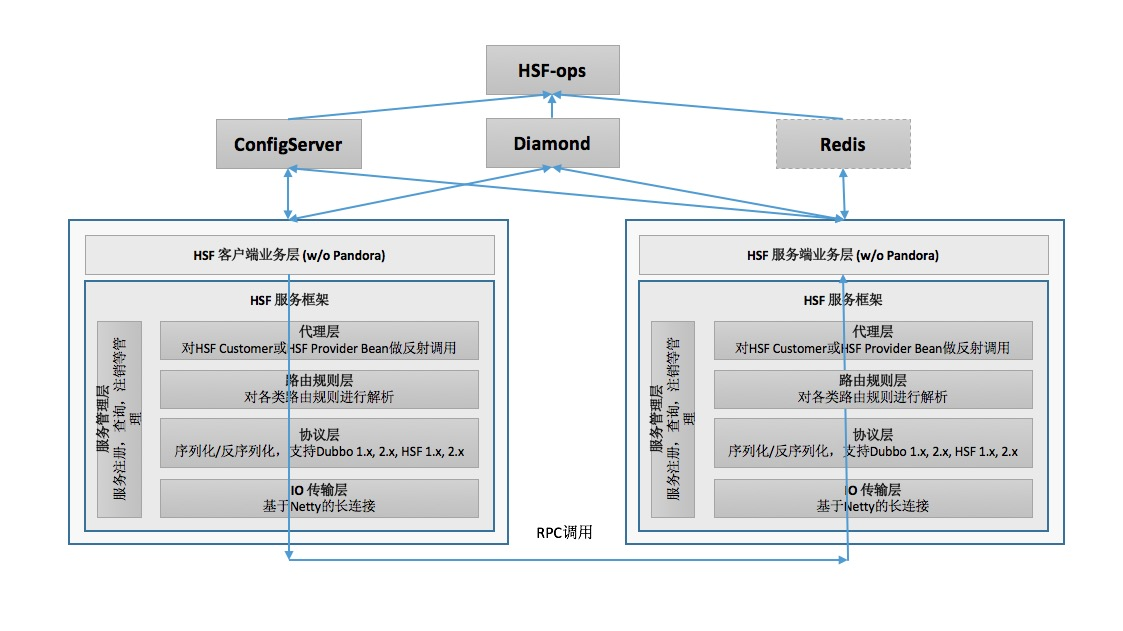 HSF-ops
ConfigServer
Diamond
Redis
HSF 客户端业务层 (w/o Pandora)
HSF 服务框架
服务管理层
服务注册，查询，注销等管
理
代理层
对HSF Customer或HSF Provider Bean做反射调用
路由规则层
对各类路由规则进行解析
协议层
序列化/反序列化，支持Dubbo 1.x, 2.x, HSF 1.x, 2.x
IO 传输层
基于Netty的长连接
HSF 服务端业务层 (w/o Pandora)
HSF 服务框架
服务管理层
服务注册，查询，注销等管
理
代理层
对HSF Customer或HSF Provider Bean做反射调用
路由规则层
对各类路由规则进行解析
协议层
序列化/反序列化，支持Dubbo 1.x, 2.x, HSF 1.x, 2.x
IO 传输层
基于Netty的长连接
RPC调用